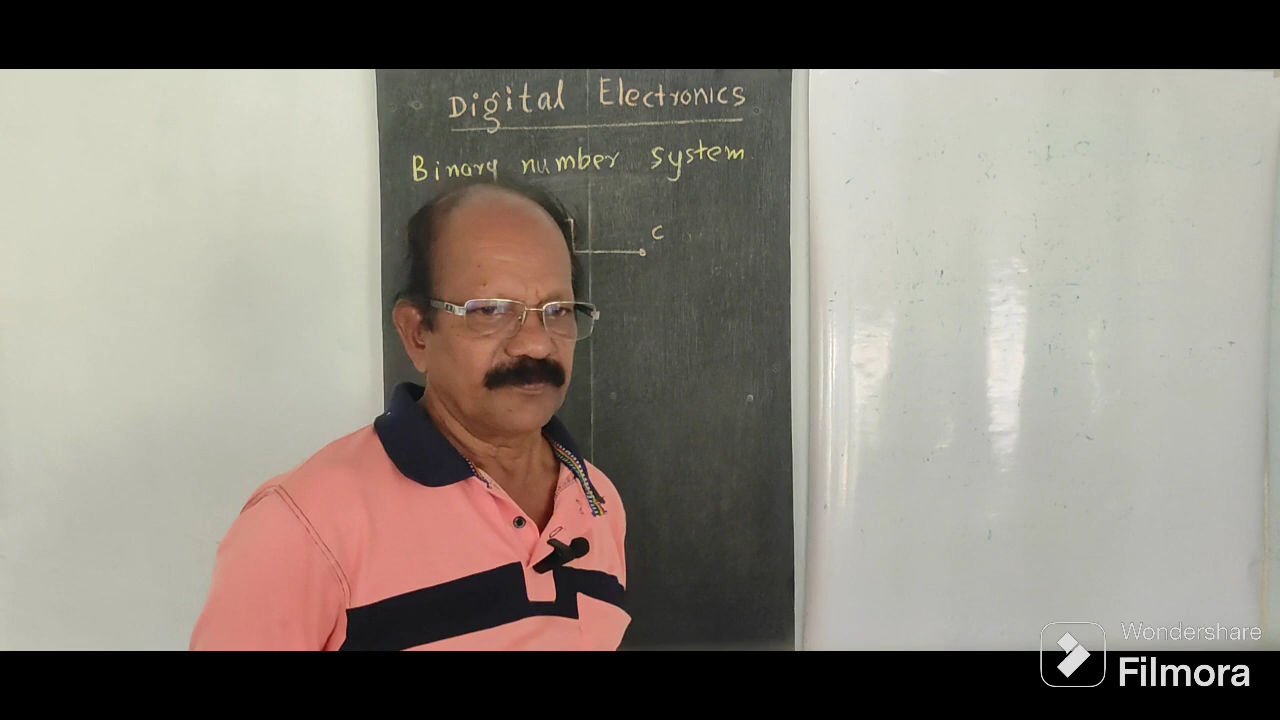 Digital Electronics
Binary number system
C
Wondershare
Filmora